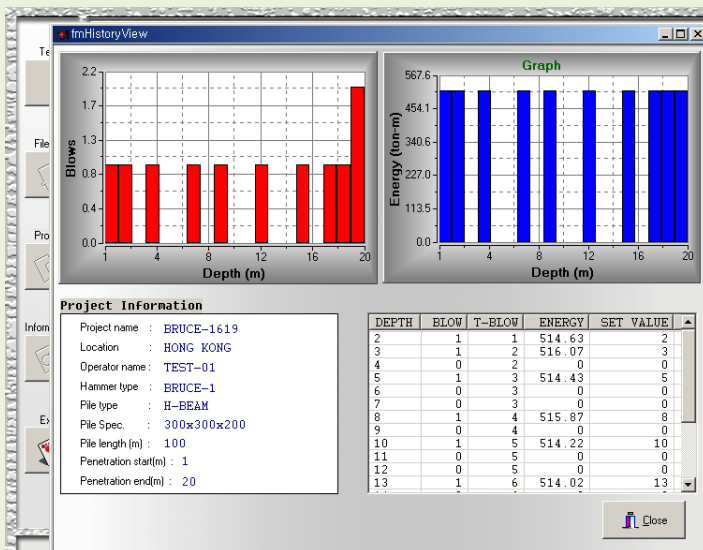 fmHistoryView
Te
File
Pro
Inform
Ex
Blows
2.2
1.7
1.3
0.8
0.4
0.0
1 4 8 12 16 20
Depth (m)
Graph
Energy (ton-m)
567.6
454.1
340.6
227.0
113.5
0.0
1 4 8 12 16 20
Depth (m)
Project Information
Project name : BRUCE-1619
Location : HONG KONG
Operator name : TEST-01
Hammer type : BRUCE-1
Pile type : H-BEAM
Pile Spec. : 300x300x200
Pile length (m) : 100
Penetration start(m) : 1
Penetration end(m) : 20
DEPTH BLOW T-BLOW ENERGY SET VALUE
2 1 1 514.63 2
3 1 2 516.07 3
4 0 2 0 0
5 1 3 514.43 5
6 0 3 0 0
7 0 3 0 0
8 1 4 515.87 8
9 0 4 0 0
10 1 5 514.22 10
11 0 5 0 0
12 0 5 0 0
13 1 6 514.02 13
Close